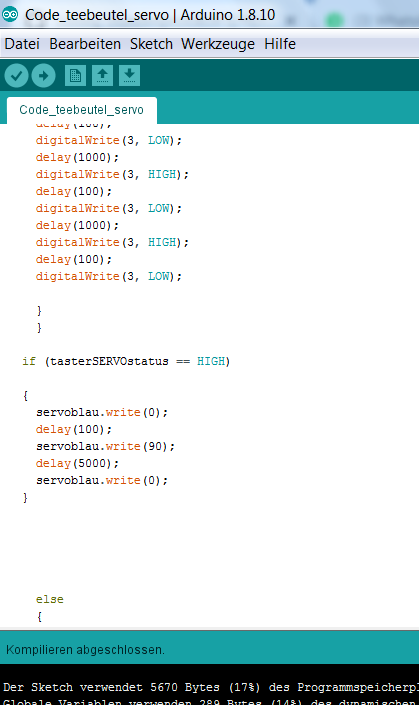 Code_teebeutel_servo | Arduino 1.8.10
Datei Bearbeiten Sketch Werkzeuge Hilfe
Code_teebeutel_servo
delay(100);
digitalWrite(3, LOW);
delay(1000);
digitalWrite(3, HIGH);
delay(100);
digitalWrite(3, LOW);
delay(1000);
digitalWrite(3, HIGH);
delay(100);
digitalWrite(3, LOW);
}
}
if (tasterSERVOstatus == HIGH)
{
servoblau.write(0);
delay(100);
servoblau.write(90);
delay(5000);
servoblau.write(0);
}
else
{
Kompilieren abgeschlossen.
Der Sketch verwendet 5670 Bytes (17%) des Programmspeicherpl
Globale Variablen verwenden 289 Bytes (14%) des dynamischen